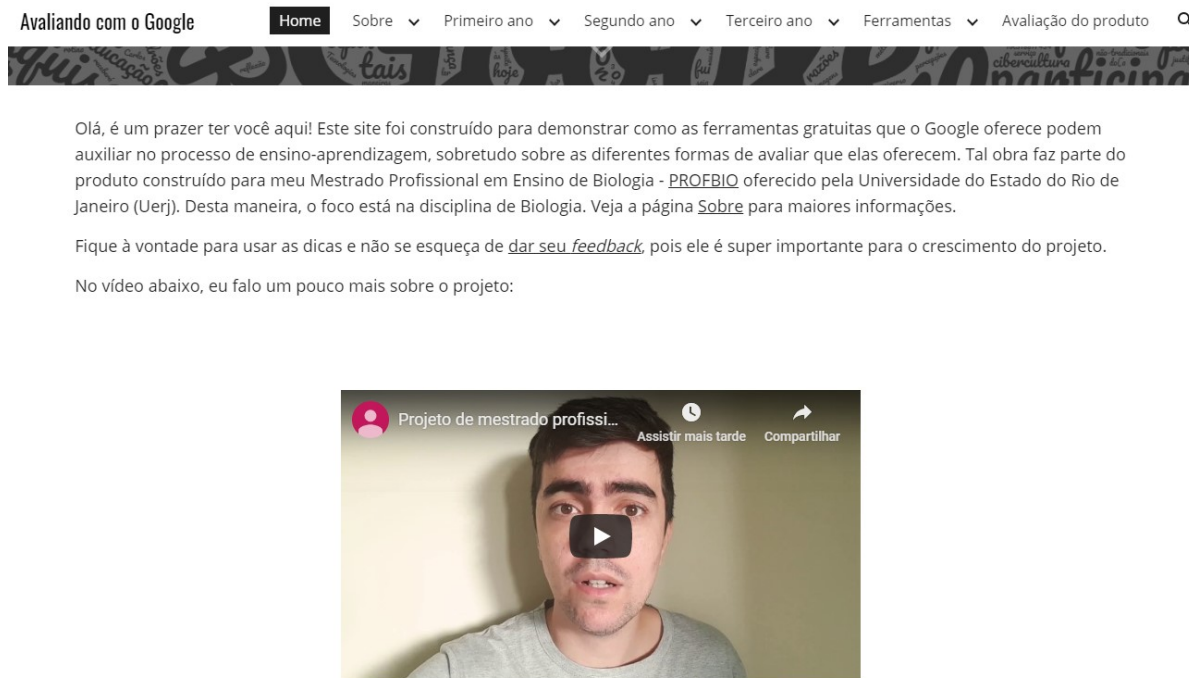 Avaliando com o Google
Home Sobre Primeiro ano Segundo ano Terceiro ano Ferramentas Avaliação do produto
tais
hoje
cibercultura
participa
Olá, é um prazer ter você aqui! Este site foi construído para demonstrar como as ferramentas gratuitas que o Google oferece podem
auxiliar no processo de ensino-aprendizagem, sobretudo sobre as diferentes formas de avaliar que elas oferecem. Tal obra faz parte do
produto construído para meu Mestrado Profissional em Ensino de Biologia - PROFBIO oferecido pela Universidade do Estado do Rio de
Janeiro (Uerj). Desta maneira, o foco está na disciplina de Biologia. Veja a página Sobre para maiores informações.
Fique à vontade para usar as dicas e não se esqueça de dar seu feedback, pois ele é super importante para o crescimento do projeto.
No vídeo abaixo, eu falo um pouco mais sobre o projeto:
Projeto de mestrado profissi...
Assistir mais tarde Compartilhar